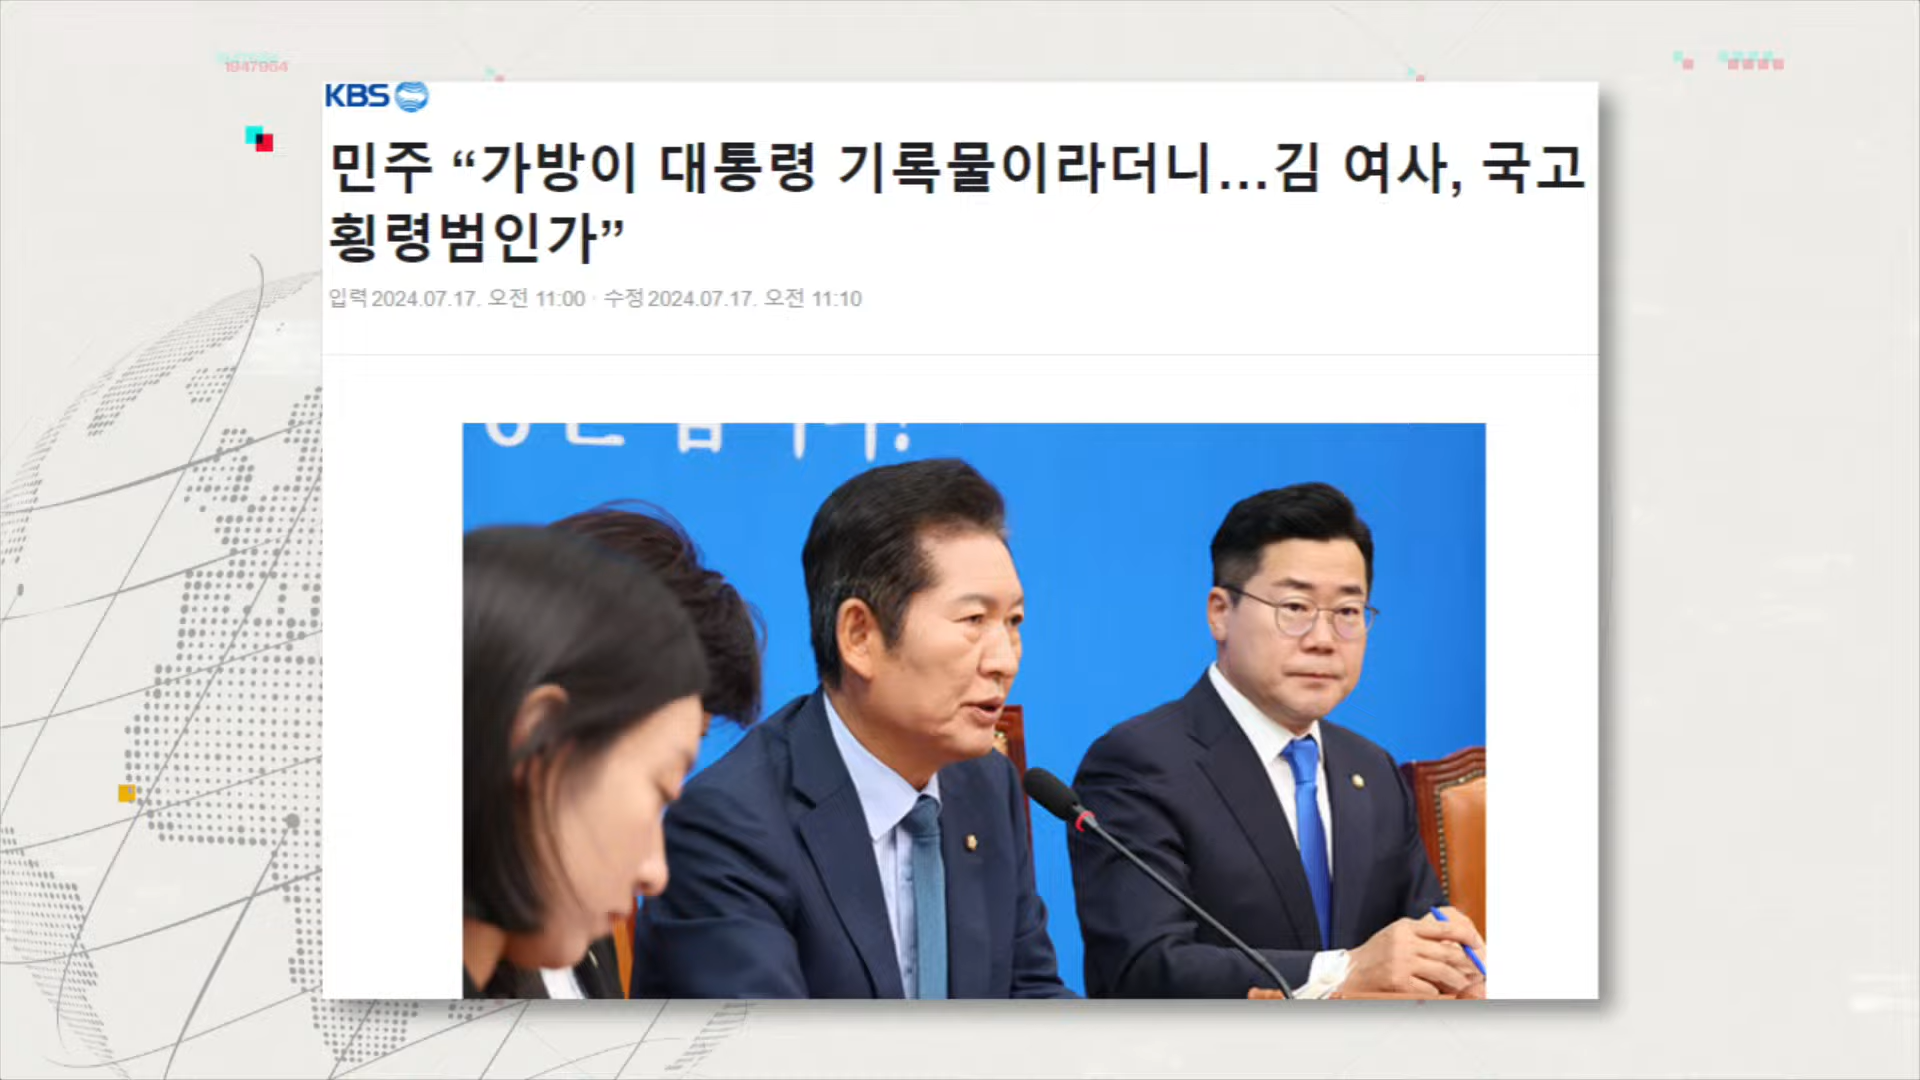 1947954
KBS
민주 “가방이 대통령 기록물이라더니…김 여사, 국고
횡령범인가”
입력 2024.07.17. 오전 11:00 · 수정 2024.07.17. 오전 11:10